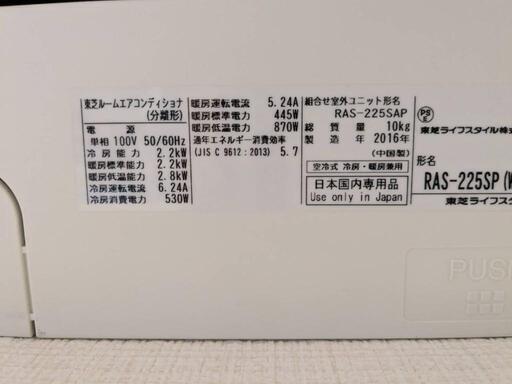 東芝ルームエアコンディショナ
(分離形)
電 源
単相 100V 50/60Hz
冷房能力 2.2kW
暖房標準能力 2.2kW
暖房低温能力 2.8kW
冷房運転電流 6.24A
冷房消費電力 530W
暖房運転電流 5.24A
暖房標準電力 445W
暖房低温電力 870W
通年エネルギー消費効率
(JIS C 9612:2013) 5.7
組合せ室外ユニット形名
RAS-225SAP
総質量 10kg
製造年 2016年
(中国製)
空冷式 冷房・暖房兼用
日本国内専用品
Use only in Japan
PS
E
東芝ライフスタイル株式
形名
RAS-225SP(W
東芝ライフスタ
PUS